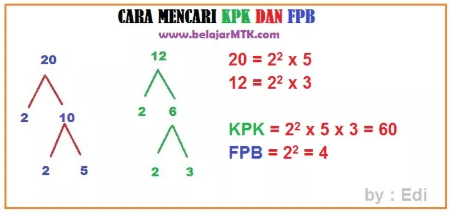 CARA MENCARI KPK DAN FPB
www.belajarMTK.com
20
2 10
2 5
12
2 6
2 3
20 = 2² x 5
12 = 2² x 3
KPK = 2² x 5 x 3 = 60
FPB = 2² = 4
by : Edi